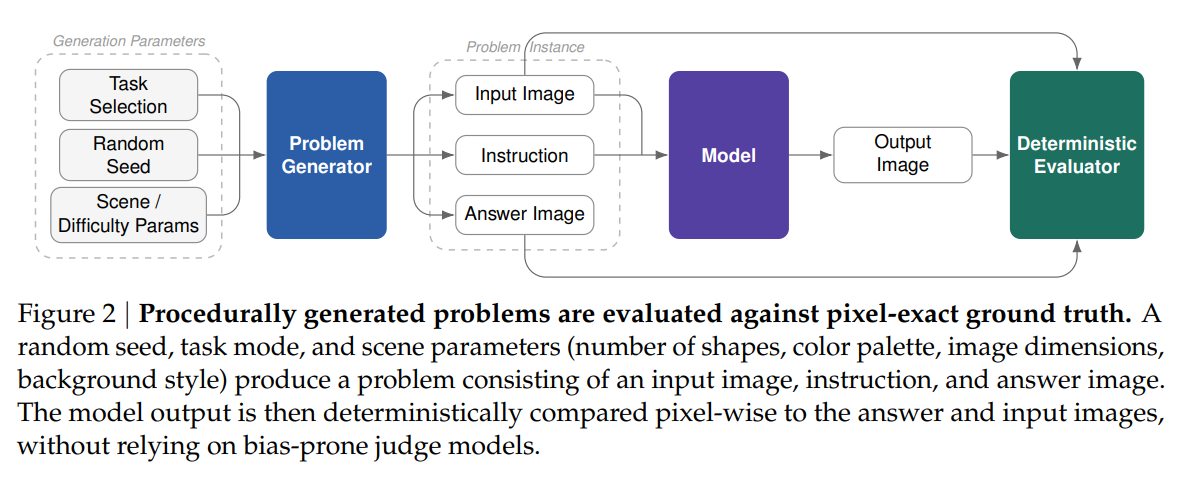 Generation Parameters
Task
Selection
Random
Seed
Scene /
Difficulty Params
Problem
Generator
Problem Instance
Input Image
Instruction
Answer Image
Model
Output
Image
Deterministic
Evaluator
Figure 2 | Procedurally generated problems are evaluated against pixel-exact ground truth. A
random seed, task mode, and scene parameters (number of shapes, color palette, image dimensions,
background style) produce a problem consisting of an input image, instruction, and answer image.
The model output is then deterministically compared pixel-wise to the answer and input images,
without relying on bias-prone judge models.